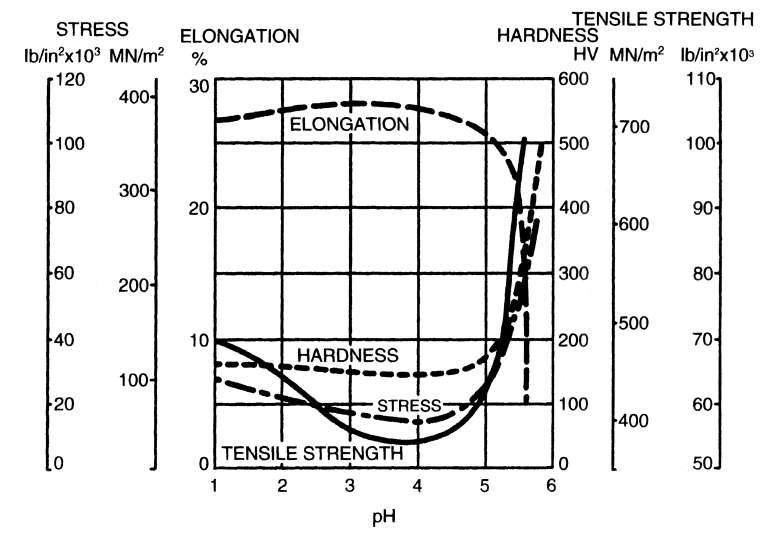 STRESS
lb/in²x10³ MN/m²
ELONGATION
%
HARDNESS
HV
TENSILE STRENGTH
MN/m² lb/in²x10³
120
100
80
60
40
20
0
400
300
200
100
30
20
10
0
ELONGATION
HARDNESS
STRESS
TENSILE STRENGTH
600
500
400
300
200
100
0
700
600
500
400
110
100
90
80
70
60
50
1 2 3 4 5 6
pH